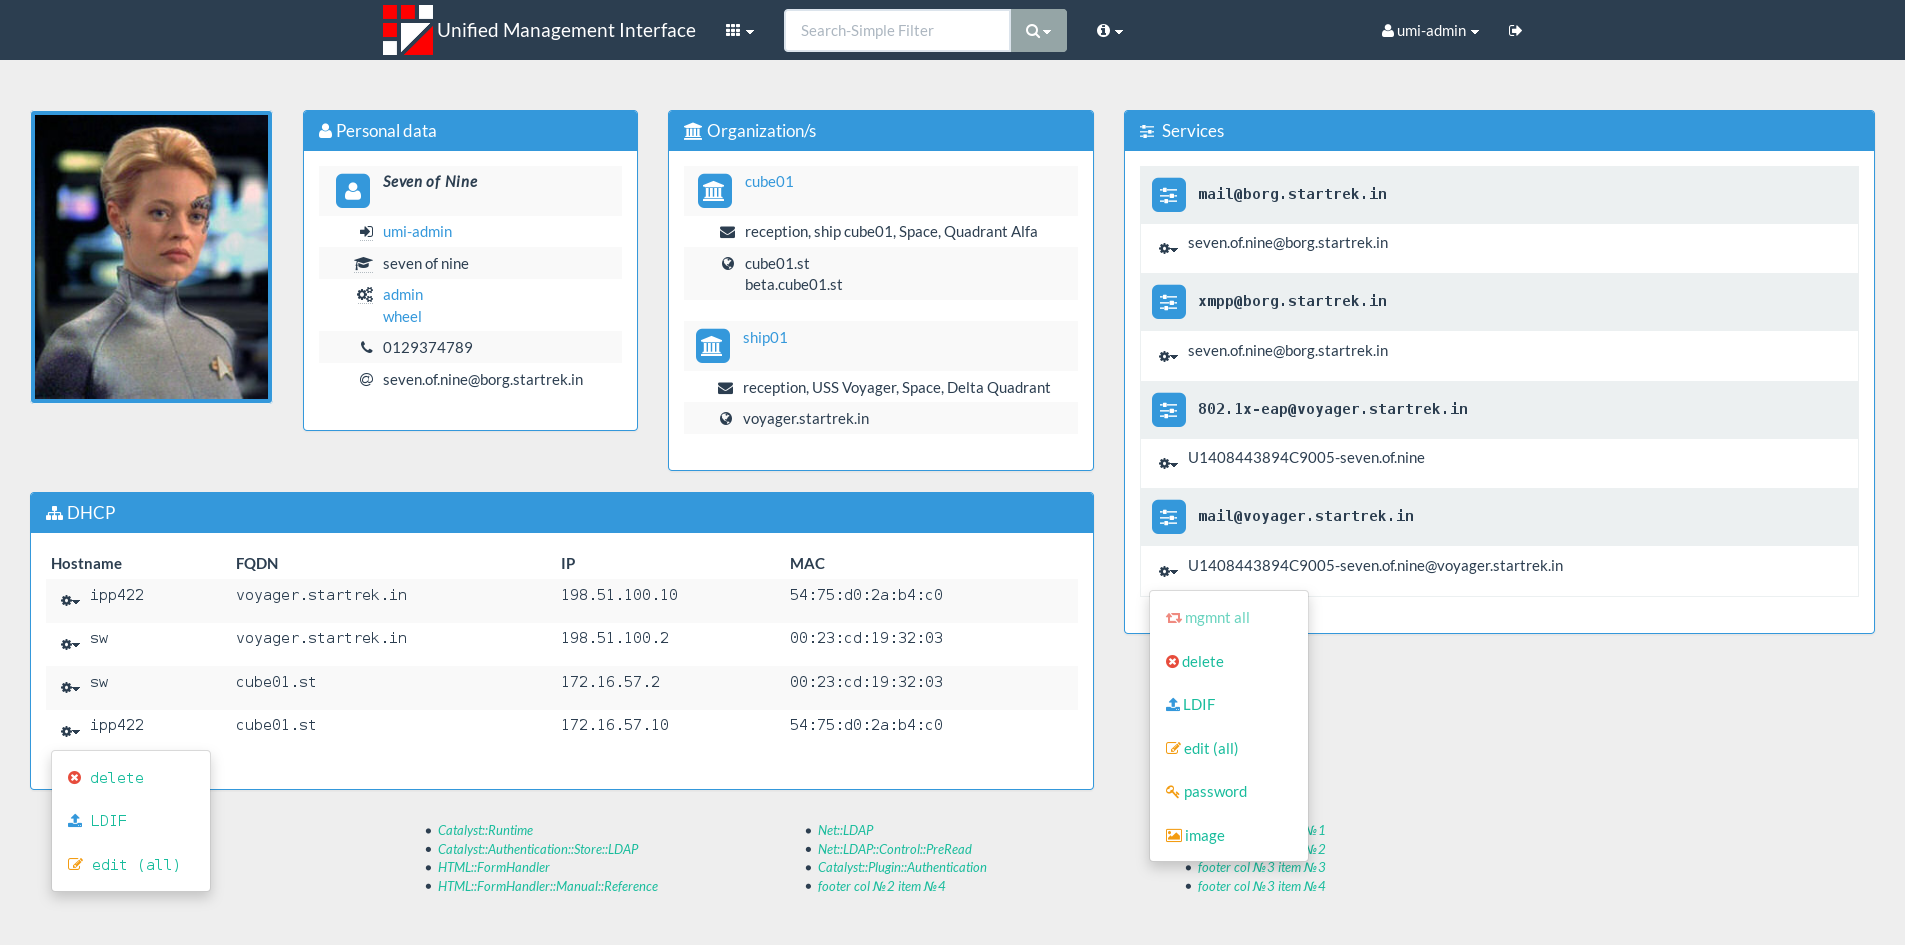 Unified Management Interface
Search-Simple Filter
umi-admin
Personal data
Seven of Nine
umi-admin
seven of nine
admin
wheel
0129374789
seven.of.nine@borg.startrek.in
Organization/s
cube01
reception, ship cube01, Space, Quadrant Alfa
cube01.st
beta.cube01.st
ship01
reception, USS Voyager, Space, Delta Quadrant
voyager.startrek.in
Services
mail@borg.startrek.in
seven.of.nine@borg.startrek.in
xmpp@borg.startrek.in
seven.of.nine@borg.startrek.in
802.1x-eap@voyager.startrek.in
U1408443894C9005-seven.of.nine
mail@voyager.startrek.in
U1408443894C9005-seven.of.nine@voyager.startrek.in
mgmnt all
delete
LDIF
edit (all)
password
image
DHCP
Hostname FQDN IP MAC
ipp422 voyager.startrek.in 198.51.100.10 54:75:d0:2a:b4:c0
sw voyager.startrek.in 198.51.100.2 00:23:cd:19:32:03
sw cube01.st 172.16.57.2 00:23:cd:19:32:03
ipp422 cube01.st 172.16.57.10 54:75:d0:2a:b4:c0
delete
LDIF
edit (all)
Catalyst::Runtime
Catalyst::Authentication::Store::LDAP
HTML::FormHandler
HTML::FormHandler::Manual::Reference
Net::LDAP
Net::LDAP::Control::PreRead
Catalyst::Plugin::Authentication
footer col №2 item №4
№1
№2
footer col №3 item №3
footer col №3 item №4